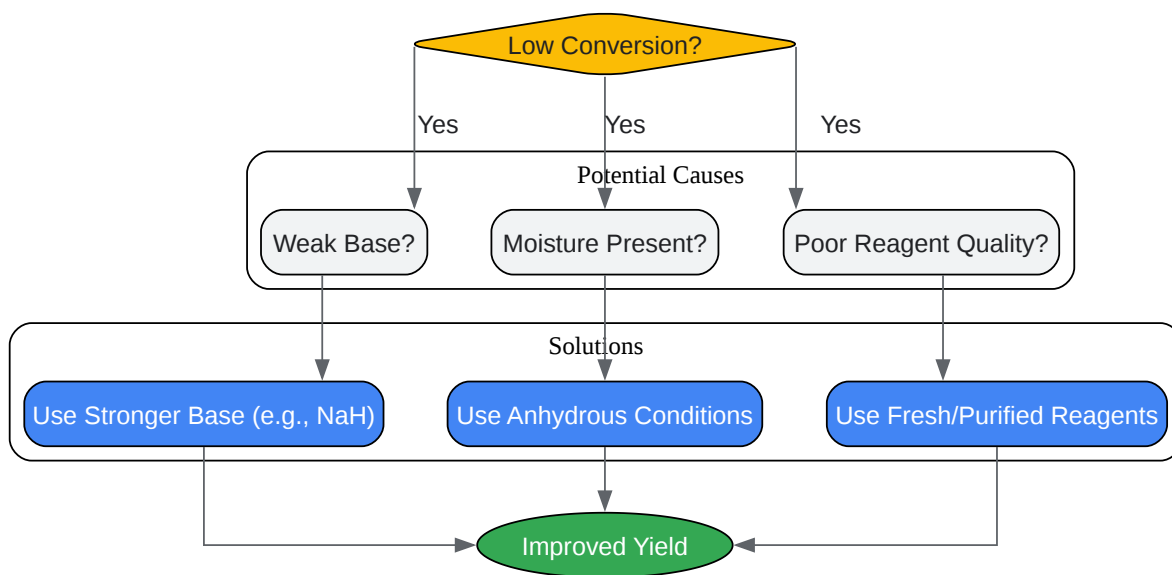 Low Conversion?
Yes
Yes
Yes
Potential Causes
Weak Base?
Moisture Present?
Poor Reagent Quality?
Solutions
Use Stronger Base (e.g., NaH)
Use Anhydrous Conditions
Use Fresh/Purified Reagents
Improved Yield